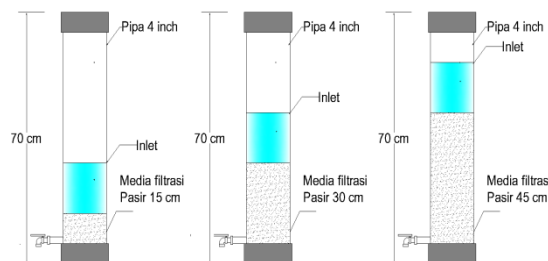 Pipa 4 inch
70 cm
Inlet
Media filtrasi
Pasir 15 cm
Pipa 4 inch
Inlet
70 cm
Media filtrasi
Pasir 30 cm
Pipa 4 inch
Inlet
70 cm
Media filtras
Pasir 45 cm